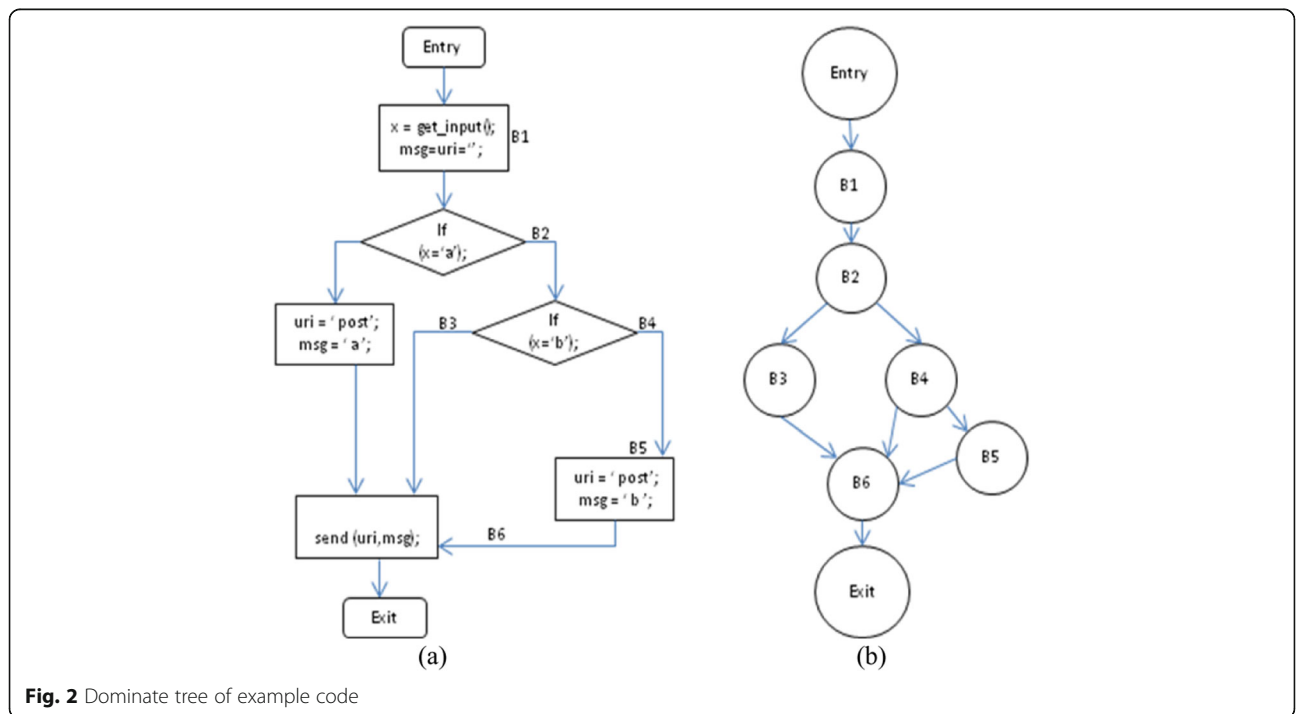 Entry
x = get_input();
msg=uri=‘’;
B1
If
(x=‘a’);
B2
uri = ‘ post’;
msg = ‘ a’;
B3
If
(x=‘b’);
B4
B5
uri = ‘ post’;
msg = ‘ b’;
send (uri,msg);
B6
Exit
(a)
Entry
B1
B2
B3
B4
B5
B6
Exit
(b)
Fig. 2 Dominate tree of example code